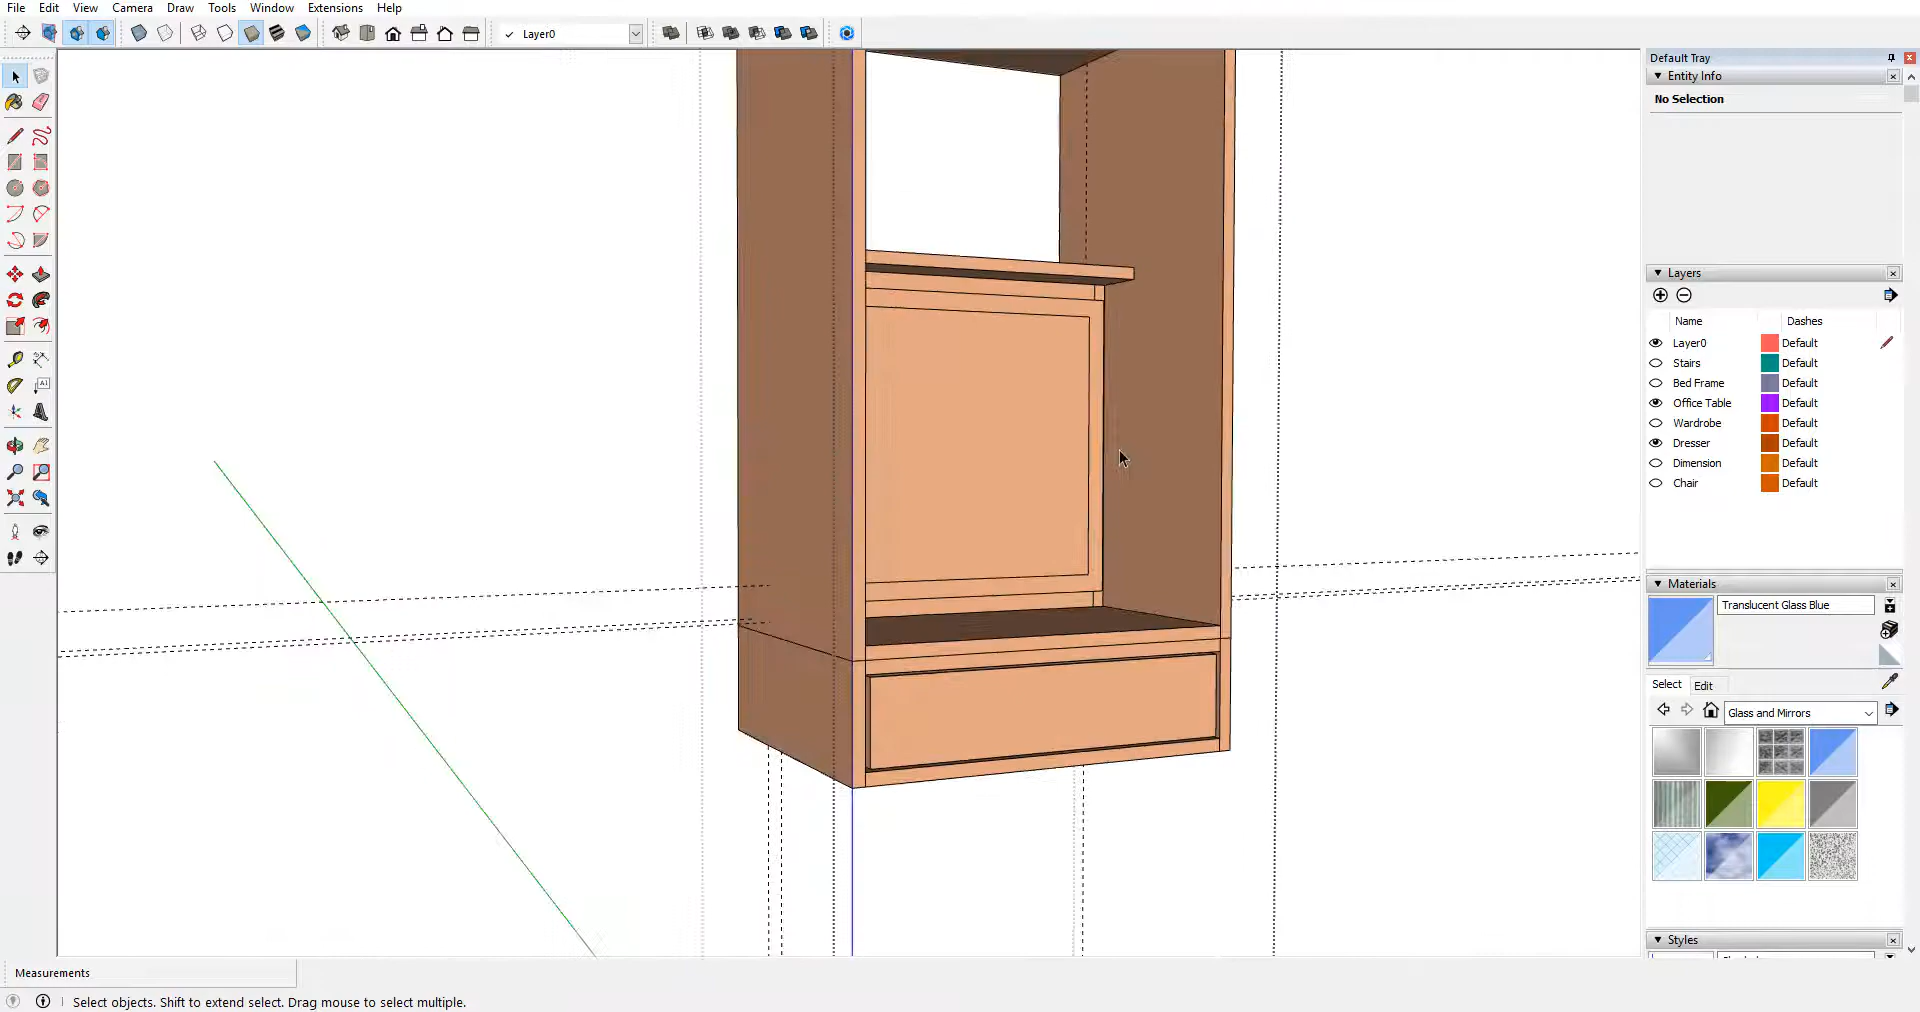 File Edit View Camera Draw Tools Window Extensions Help
✓ Layer0
Default Tray
Entity Info
No Selection
Layers
Name Dashes
Layer0 Default
Stairs Default
Bed Frame Default
Office Table Default
Wardrobe Default
Dresser Default
Dimension Default
Chair Default
Materials
Translucent Glass Blue
Select Edit
Glass and Mirrors
Styles
Measurements
Select objects. Shift to extend select. Drag mouse to select multiple.